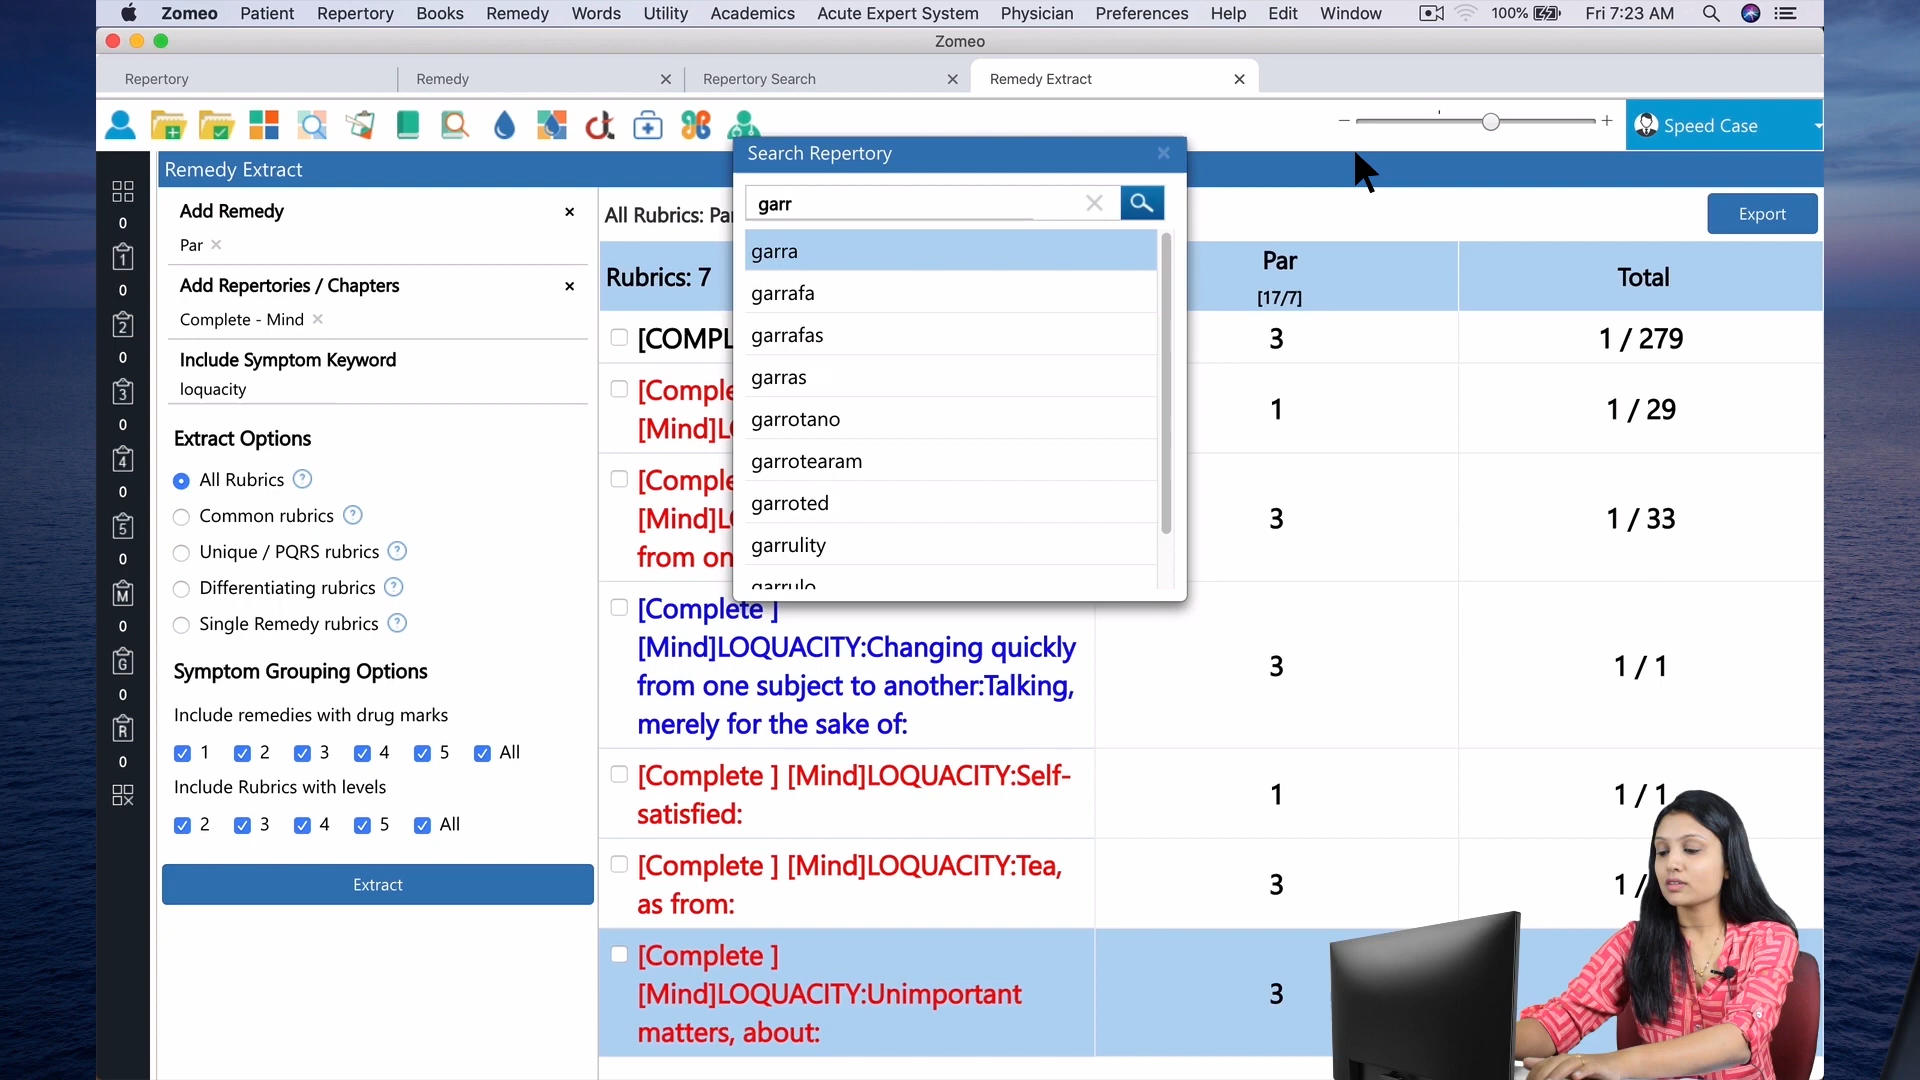 Zomeo Patient Repertory Books Remedy Words Utility Academics Acute Expert System Physician Preferences Help Edit Window 100% Fri 7:23 AM
Zomeo
Repertory Remedy Repertory Search Remedy Extract
Speed Case
Remedy Extract
Search Repertory
garr
Add Remedy
Par
Add Repertories / Chapters
Complete - Mind
Include Symptom Keyword
loquacity
Extract Options
All Rubrics
Common rubrics
Unique / PQRS rubrics
Differentiating rubrics
Single Remedy rubrics
Symptom Grouping Options
Include remedies with drug marks
1 2 3 4 5 All
Include Rubrics with levels
2 3 4 5 All
Extract
0
1
0
2
0
3
0
4
0
5
0
M
0
G
0
R
0
garra
garrafa
garrafas
garras
garrotano
garrotearam
garroted
garrulity
garrulo
All Rubrics: Pa
Export
Rubrics: 7 Par [17/7] Total
[COMPL 3 1 / 279
[Comple
[Mind]L 1 1 / 29
[Comple
[Mind]L
from on 3 1 / 33
[Complete ]
[Mind]LOQUACITY:Changing quickly
from one subject to another:Talking,
merely for the sake of: 3 1 / 1
[Complete ] [Mind]LOQUACITY:Self-
satisfied: 1 1 / 1
[Complete ] [Mind]LOQUACITY:Tea,
as from: 3 1 /
[Complete ]
[Mind]LOQUACITY:Unimportant
matters, about: 3